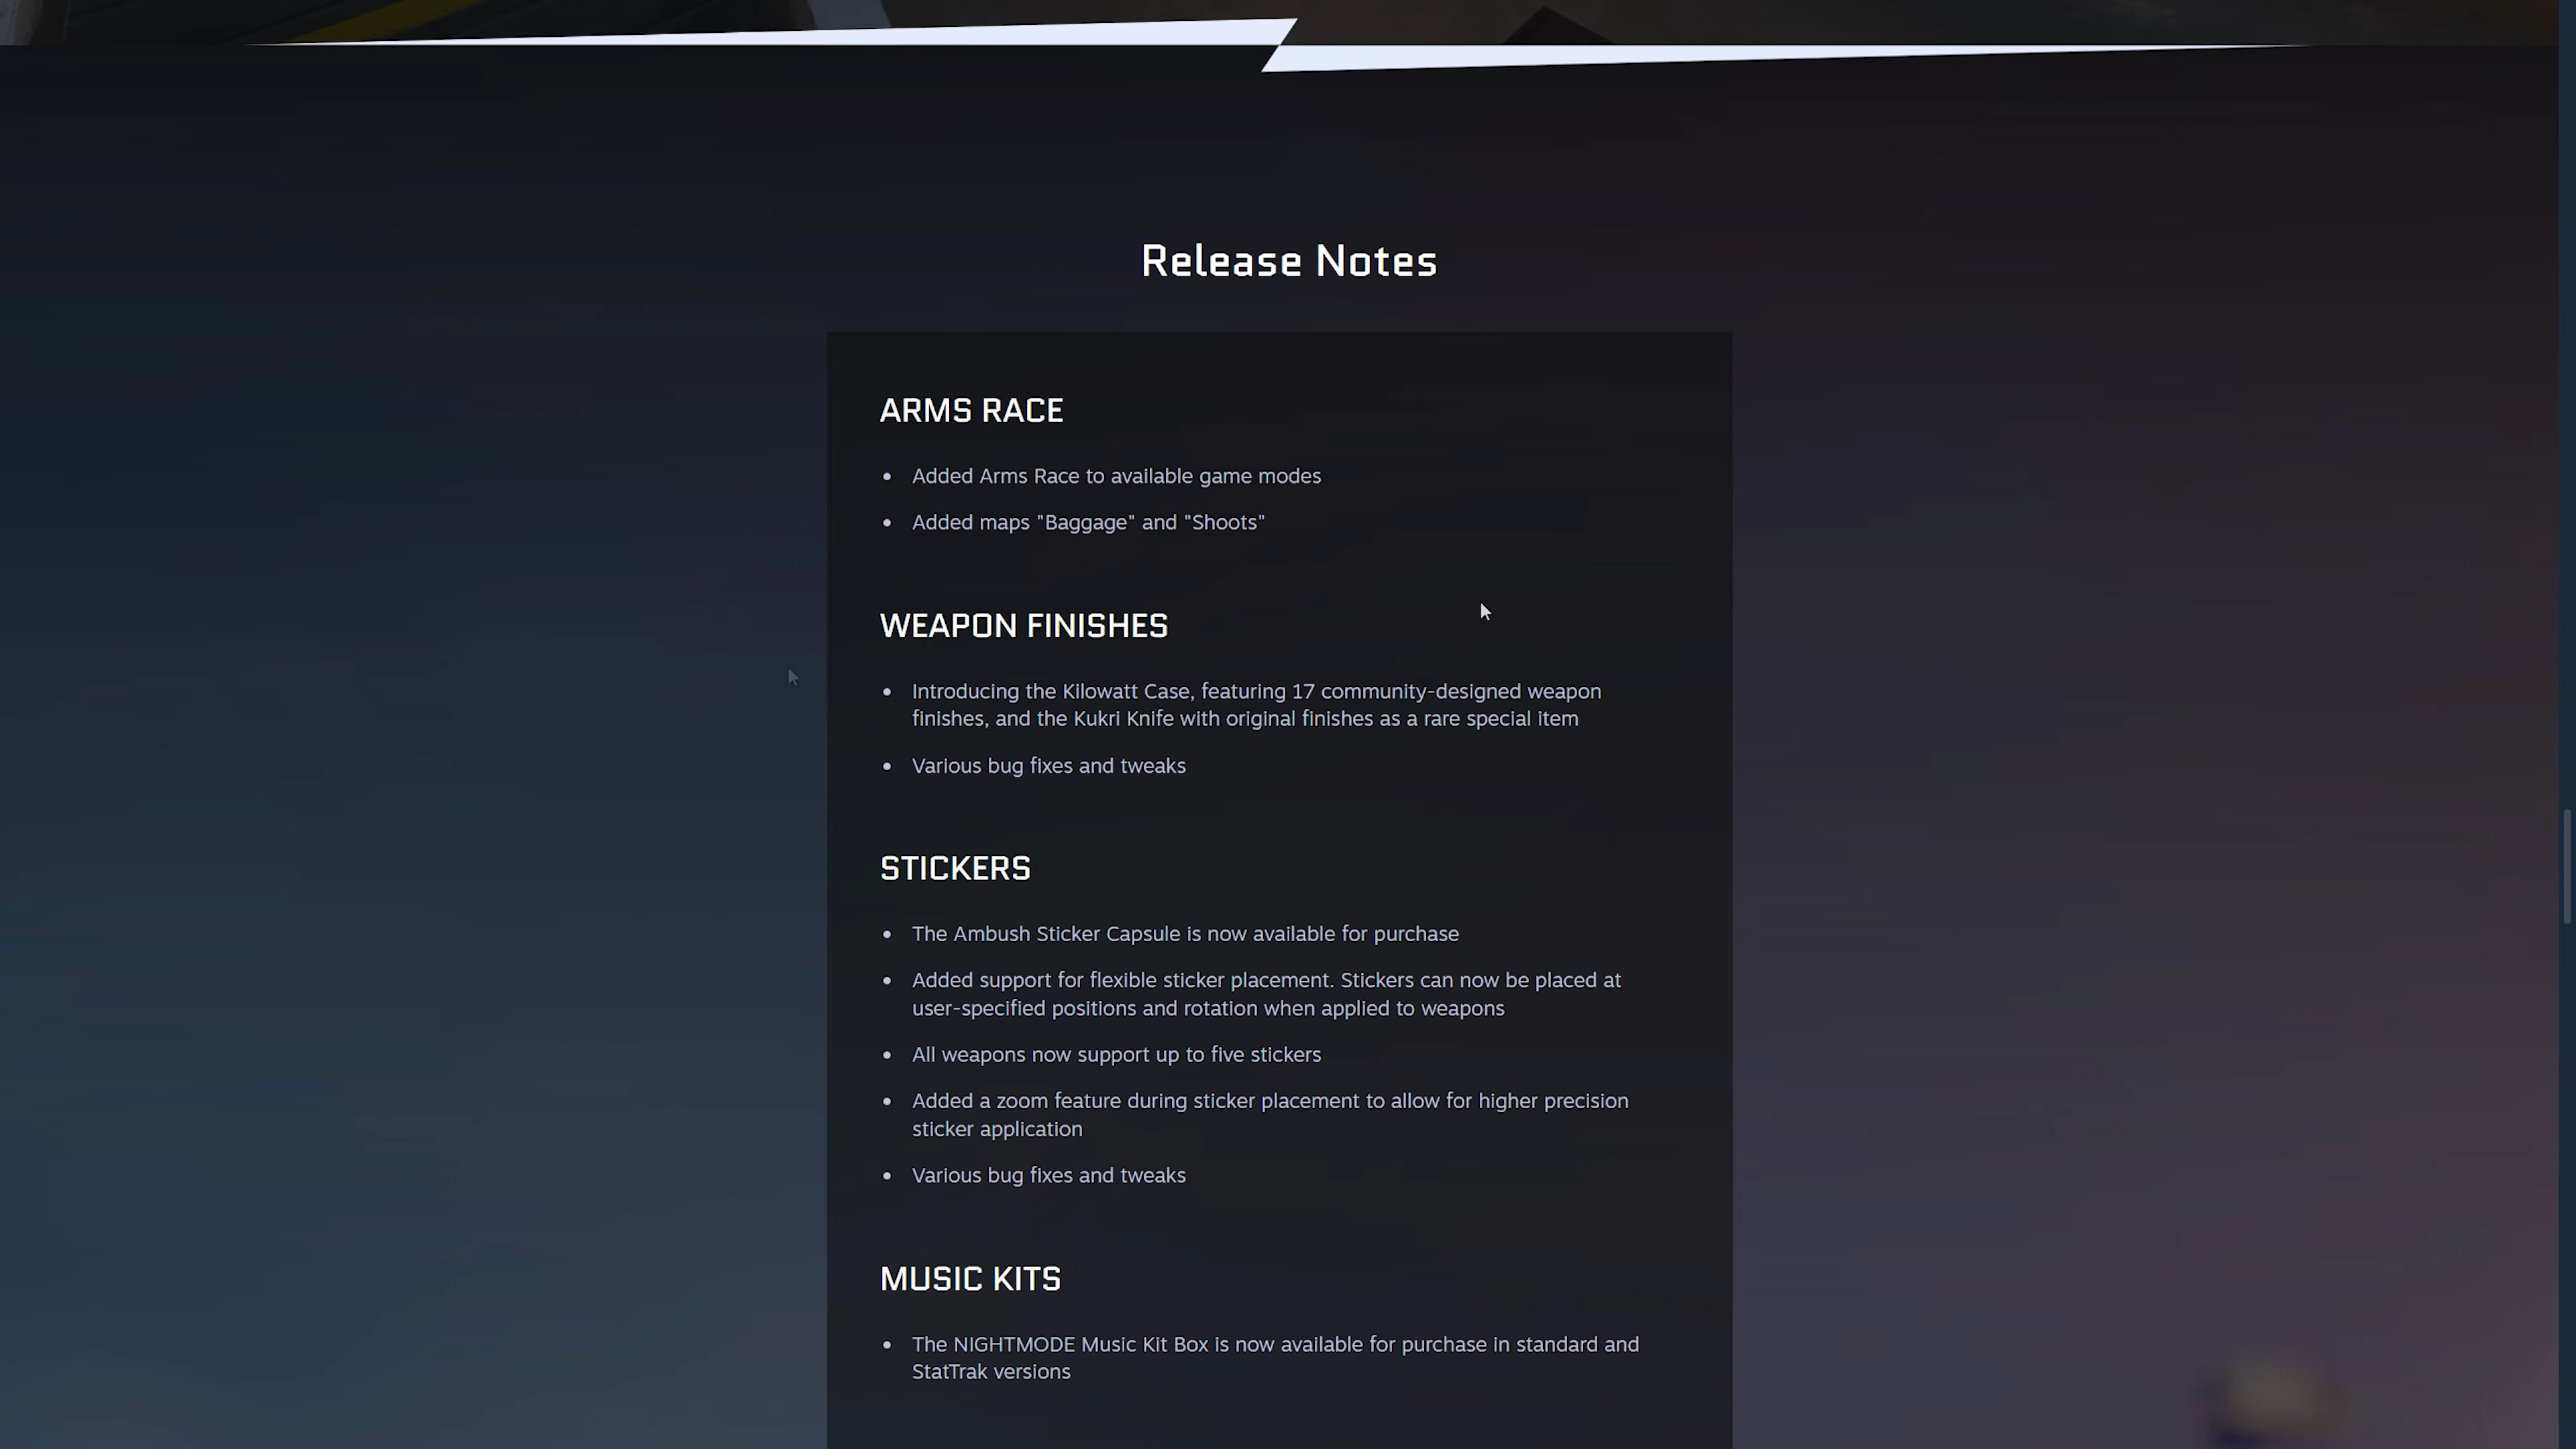 Release Notes
ARMS RACE
Added Arms Race to available game modes
Added maps "Baggage" and "Shoots"
WEAPON FINISHES
Introducing the Kilowatt Case, featuring 17 community-designed weapon
finishes, and the Kukri Knife with original finishes as a rare special item
Various bug fixes and tweaks
STICKERS
The Ambush Sticker Capsule is now available for purchase
Added support for flexible sticker placement. Stickers can now be placed at
user-specified positions and rotation when applied to weapons
All weapons now support up to five stickers
Added a zoom feature during sticker placement to allow for higher precision
sticker application
Various bug fixes and tweaks
MUSIC KITS
The NIGHTMODE Music Kit Box is now available for purchase in standard and
StatTrak versions